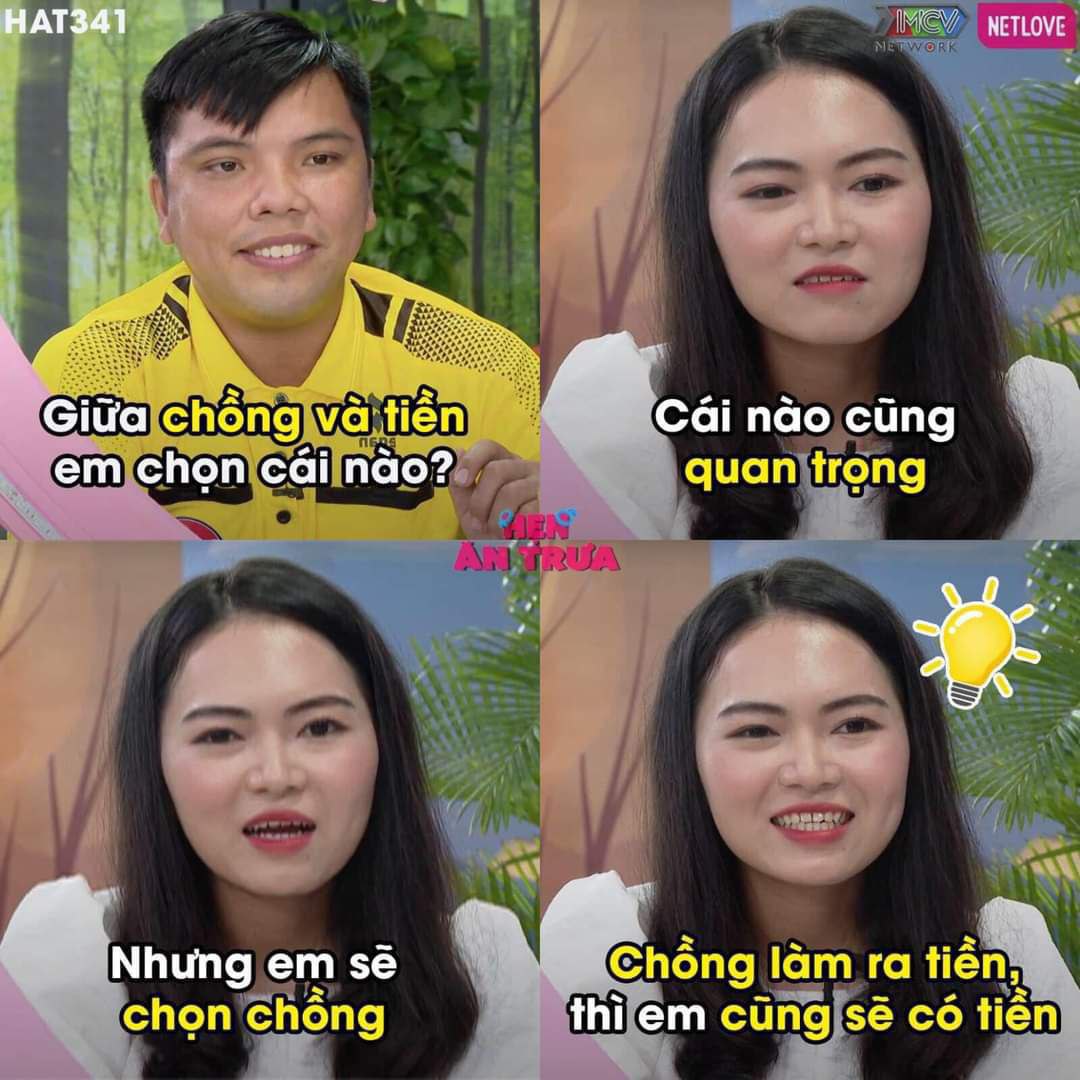 HAT341
MCV
NETWORK
NETLOVE
Giữa chồng và tiền
em chọn cái nào?
Cái nào cũng
quan trọng
HẸN
ĂN TRƯA
Nhưng em sẽ
chọn chồng
Chồng làm ra tiền,
thì em cũng sẽ có tiền